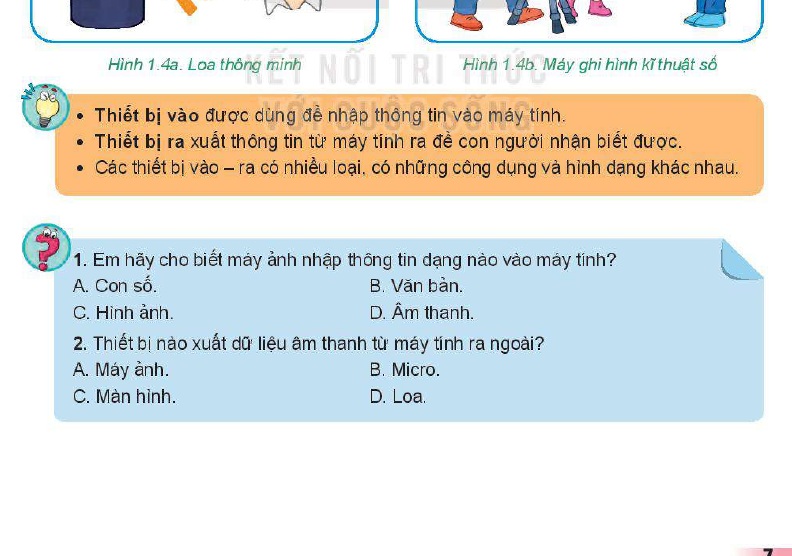 Hình 1.4a. Loa thông minh
Hình 1.4b. Máy ghi hình kĩ thuật số
KẾT NỐI TRI THỨC
VỚI CUỘC SỐNG
• Thiết bị vào được dùng để nhập thông tin vào máy tính.
• Thiết bị ra xuất thông tin từ máy tính ra để con người nhận biết được.
• Các thiết bị vào – ra có nhiều loại, có những công dụng và hình dạng khác nhau.
1. Em hãy cho biết máy ảnh nhập thông tin dạng nào vào máy tính?
A. Con số. B. Văn bản.
C. Hình ảnh. D. Âm thanh.
2. Thiết bị nào xuất dữ liệu âm thanh từ máy tính ra ngoài?
A. Máy ảnh. B. Micro.
C. Màn hình. D. Loa.
7